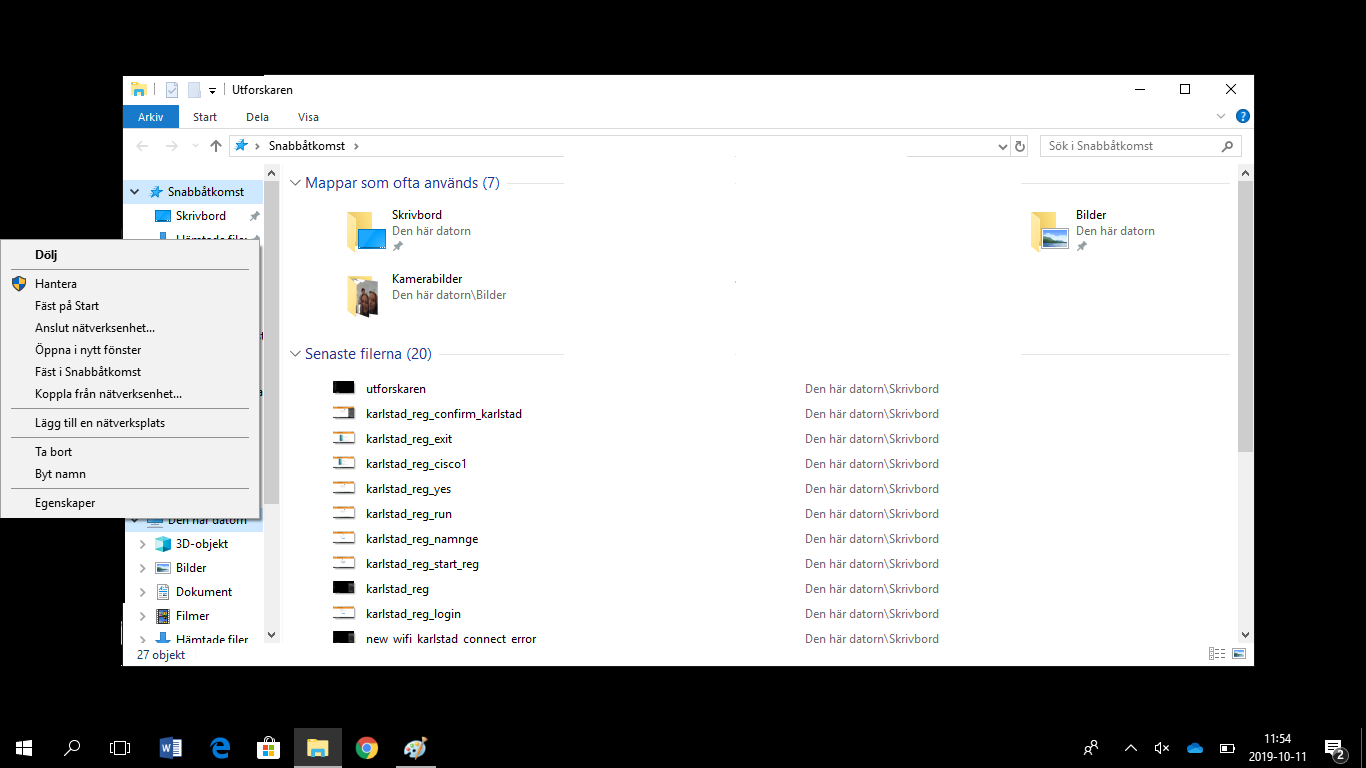 Utforskaren
Arkiv Start Dela Visa
Snabbåtkomst
Sök i Snabbåtkomst
Snabbåtkomst
Skrivbord
Dölj
Hantera
Fäst på Start
Anslut nätverksenhet...
Öppna i nytt fönster
Fäst i Snabbåtkomst
Koppla från nätverksenhet...
Lägg till en nätverksplats
Ta bort
Byt namn
Egenskaper
Den här datorn
3D-objekt
Bilder
Dokument
Filmer
Hämtade filer
Mappar som ofta används (7)
Skrivbord
Den här datorn
Bilder
Den här datorn
Kamerabilder
Den här datorn\Bilder
Senaste filerna (20)
utforskaren Den här datorn\Skrivbord
karlstad_reg_confirm_karlstad Den här datorn\Skrivbord
karlstad_reg_exit Den här datorn\Skrivbord
karlstad_reg_cisco1 Den här datorn\Skrivbord
karlstad_reg_yes Den här datorn\Skrivbord
karlstad_reg_run Den här datorn\Skrivbord
karlstad_reg_namnge Den här datorn\Skrivbord
karlstad_reg_start_reg Den här datorn\Skrivbord
karlstad_reg Den här datorn\Skrivbord
karlstad_reg_login Den här datorn\Skrivbord
new_wifi_karlstad_connect_error Den här datorn\Skrivbord
27 objekt
11:54
2019-10-11
2